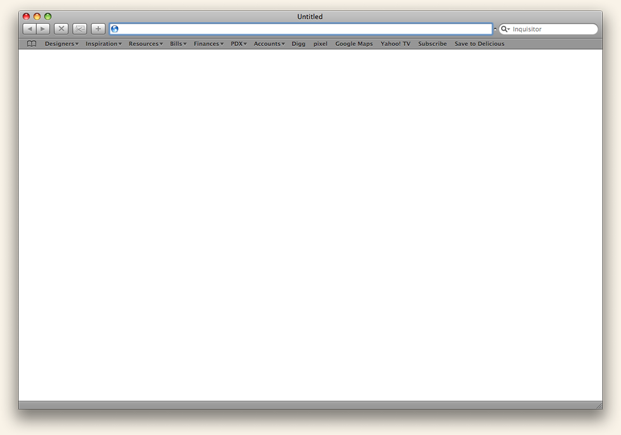 Untitled
Inquisitor
Designers Inspiration Resources Bills Finances PDX Accounts Digg pixel Google Maps Yahoo! TV Subscribe Save to Delicious